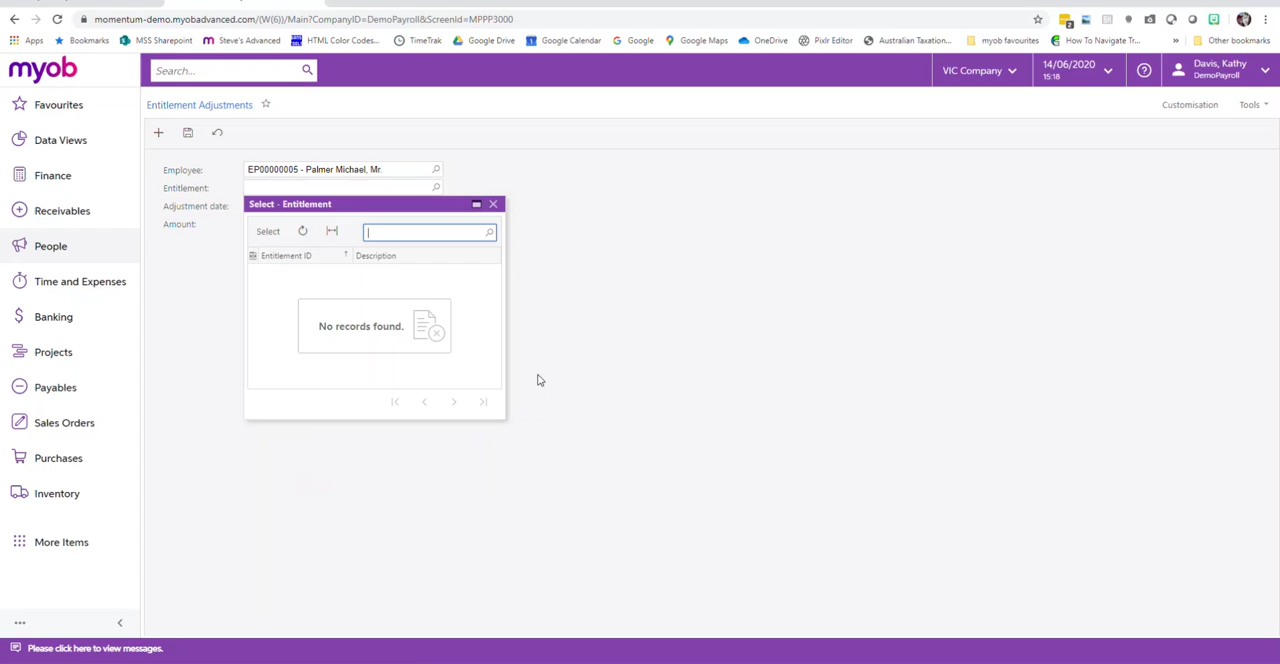 momentum-demo.myobadvanced.com/(W(6))/Main?CompanyID=DemoPayroll&ScreenId=MPPP3000
Apps Bookmarks MSS Sharepoint Steve's Advanced HTML Color Codes... TimeTrak Google Drive Google Calendar Google Google Maps OneDrive Pixlr Editor Australian Taxation... myob favourites How To Navigate Tr... » Other bookmarks
myob Search... VIC Company 14/06/2020 15:18 Davis, Kathy DemoPayroll
Favourites
Entitlement Adjustments Customisation Tools
Data Views
Finance
Receivables
People
Time and Expenses
Banking
Projects
Payables
Sales Orders
Purchases
Inventory
More Items
Employee: EP00000005 - Palmer Michael, Mr.
Entitlement:
Adjustment date:
Amount:
Select - Entitlement
Select
Entitlement ID Description
No records found.
Please click here to view messages.